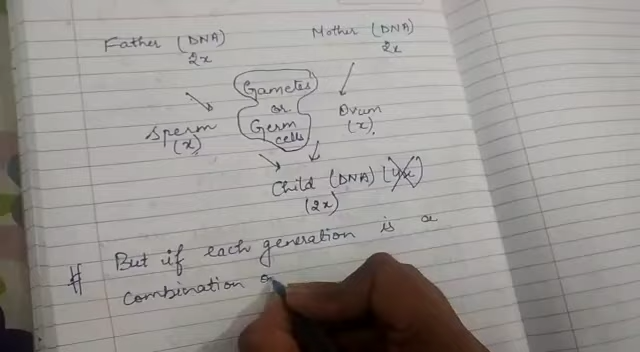 Father (DNA) Mother (DNA)
2x 2x
Gametes
or
Germ
cells
Sperm Ovum
(x) (x)
Child (DNA) (4x)
(2x)
# But if each generation is a
combination